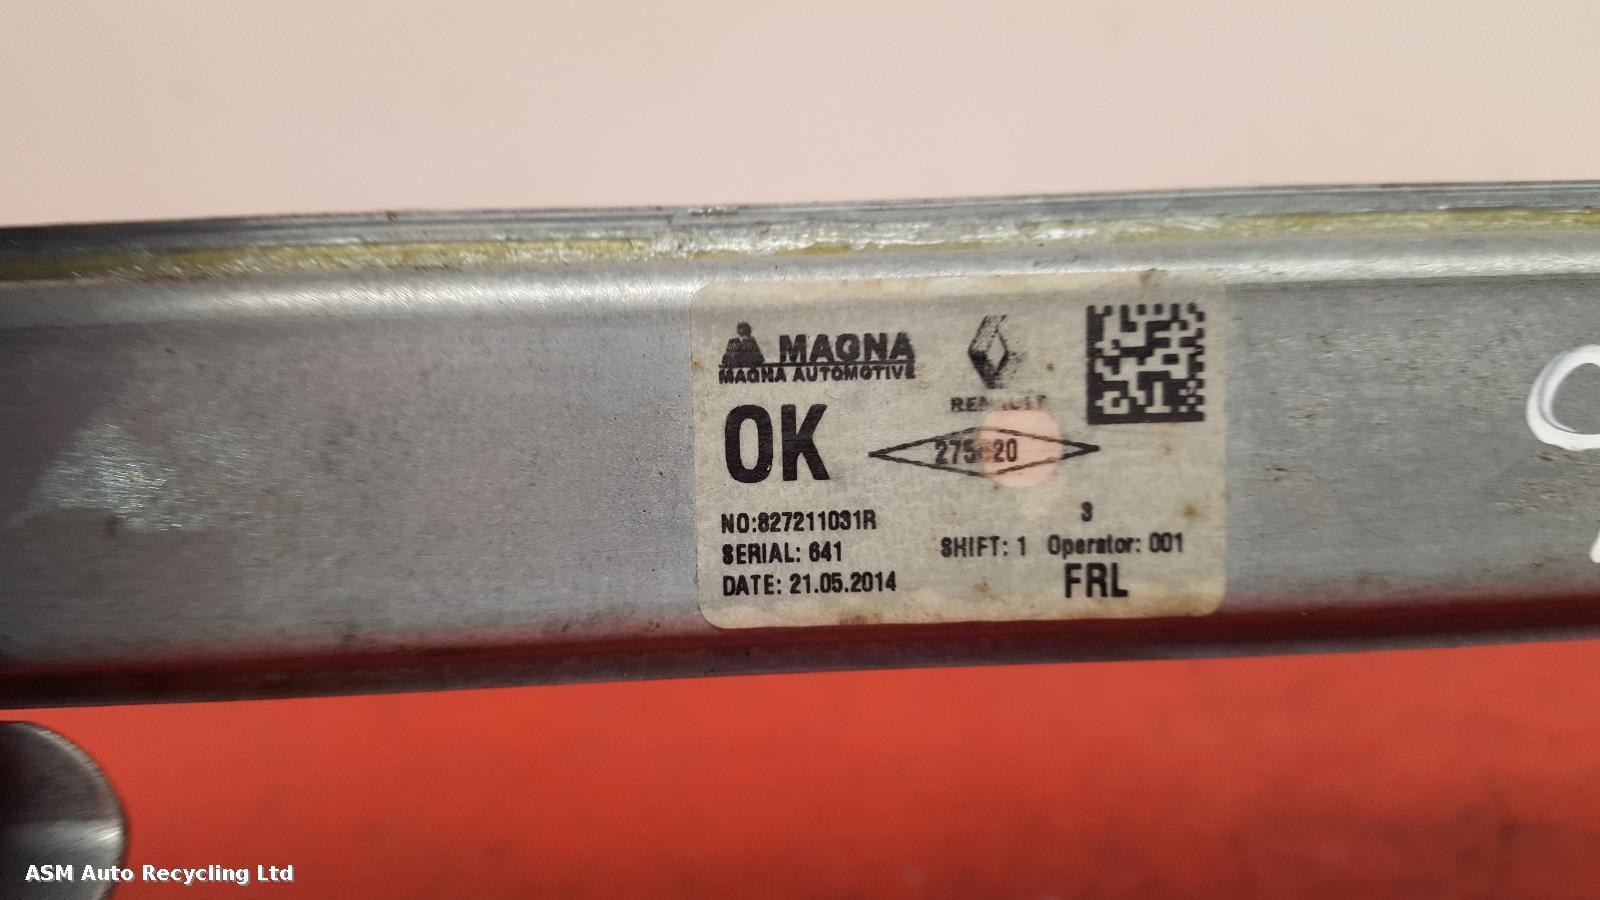 MAGNA
MAGNA AUTOMOTIVE
RENAULT
OK
NO:827211031R
SERIAL: 641
DATE: 21.05.2014
3
SHIFT: 1 Operator: 001
FRL
ASM Auto Recycling Ltd